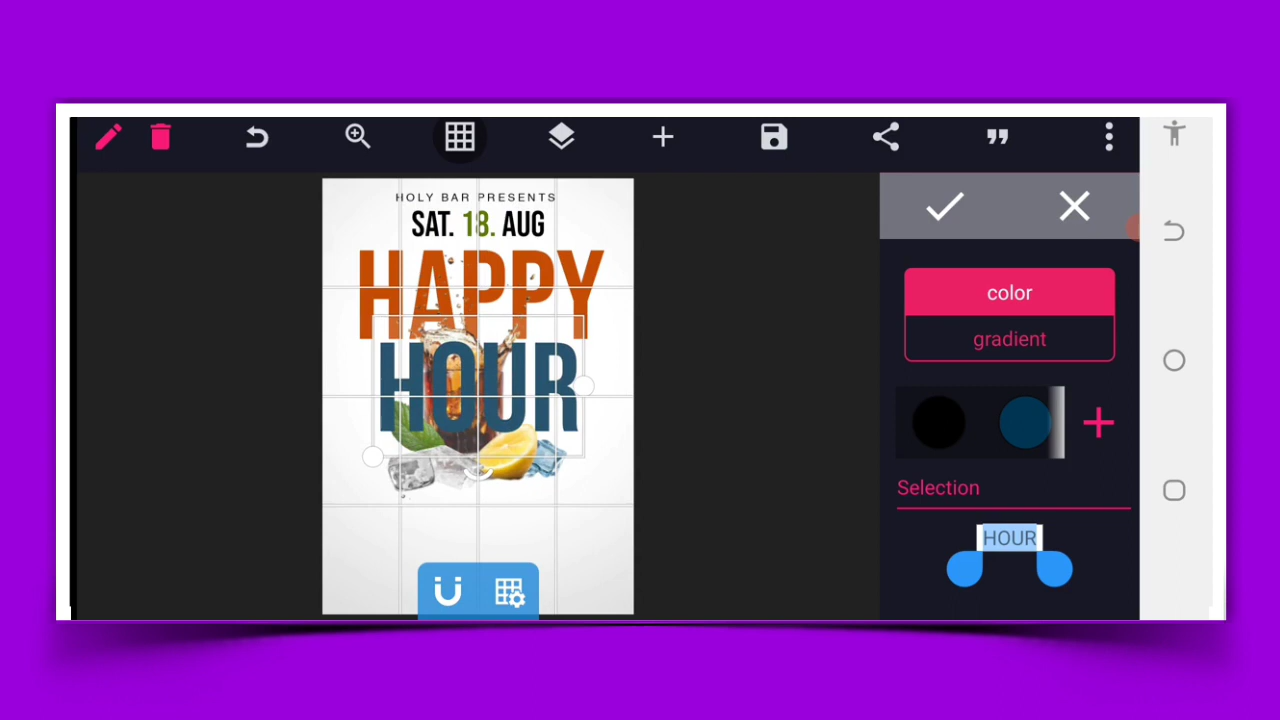 HOLY BAR PRESENTS
SAT. 18. AUG
HAPPY
HOUR
color
gradient
Selection
HOUR